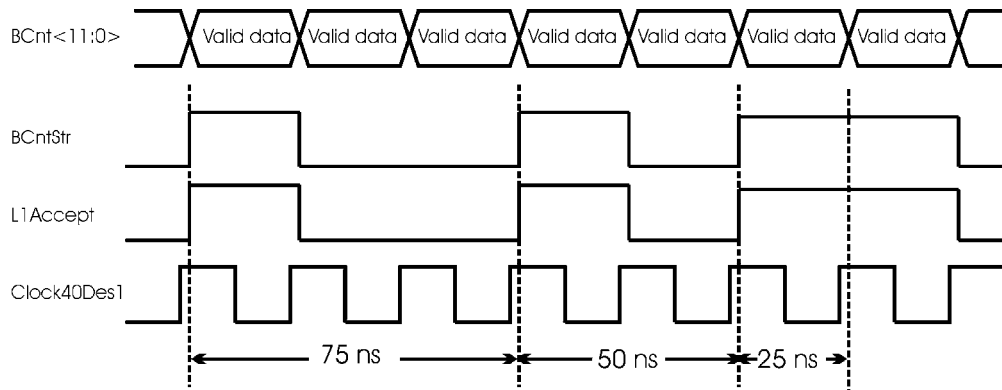 BCnt<11:0>
Valid data Valid data Valid data Valid data Valid data Valid data Valid data
BCntStr
L1Accept
Clock40Des1
75 ns 50 ns 25 ns